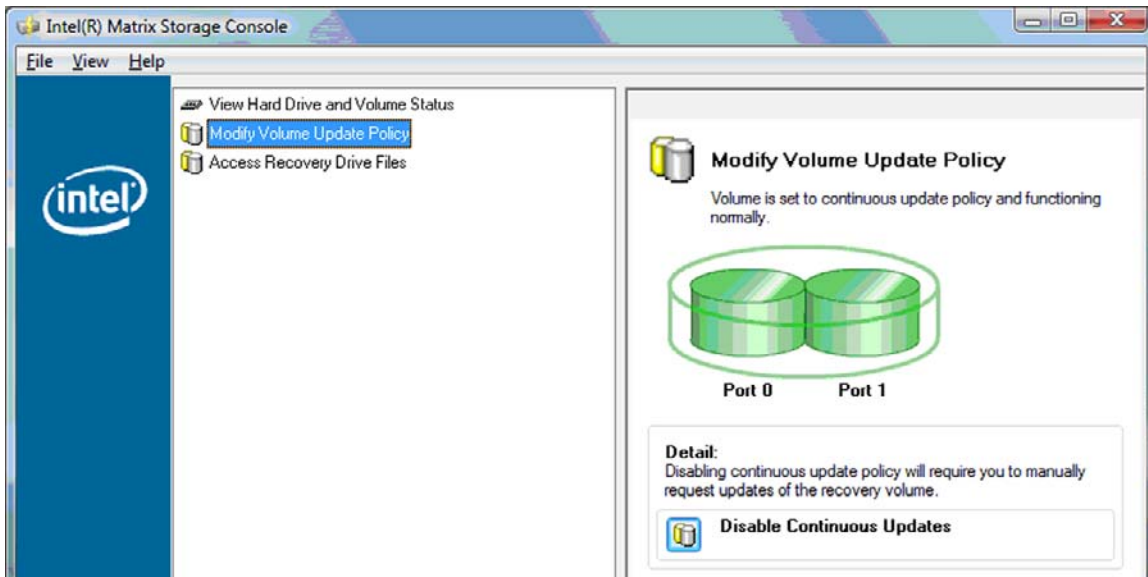 Intel(R) Matrix Storage Console
File View Help
intel
View Hard Drive and Volume Status
Modify Volume Update Policy
Access Recovery Drive Files
Modify Volume Update Policy
Volume is set to continuous update policy and functioning
normally.
Port 0 Port 1
Detail:
Disabling continuous update policy will require you to manually
request updates of the recovery volume.
Disable Continuous Updates